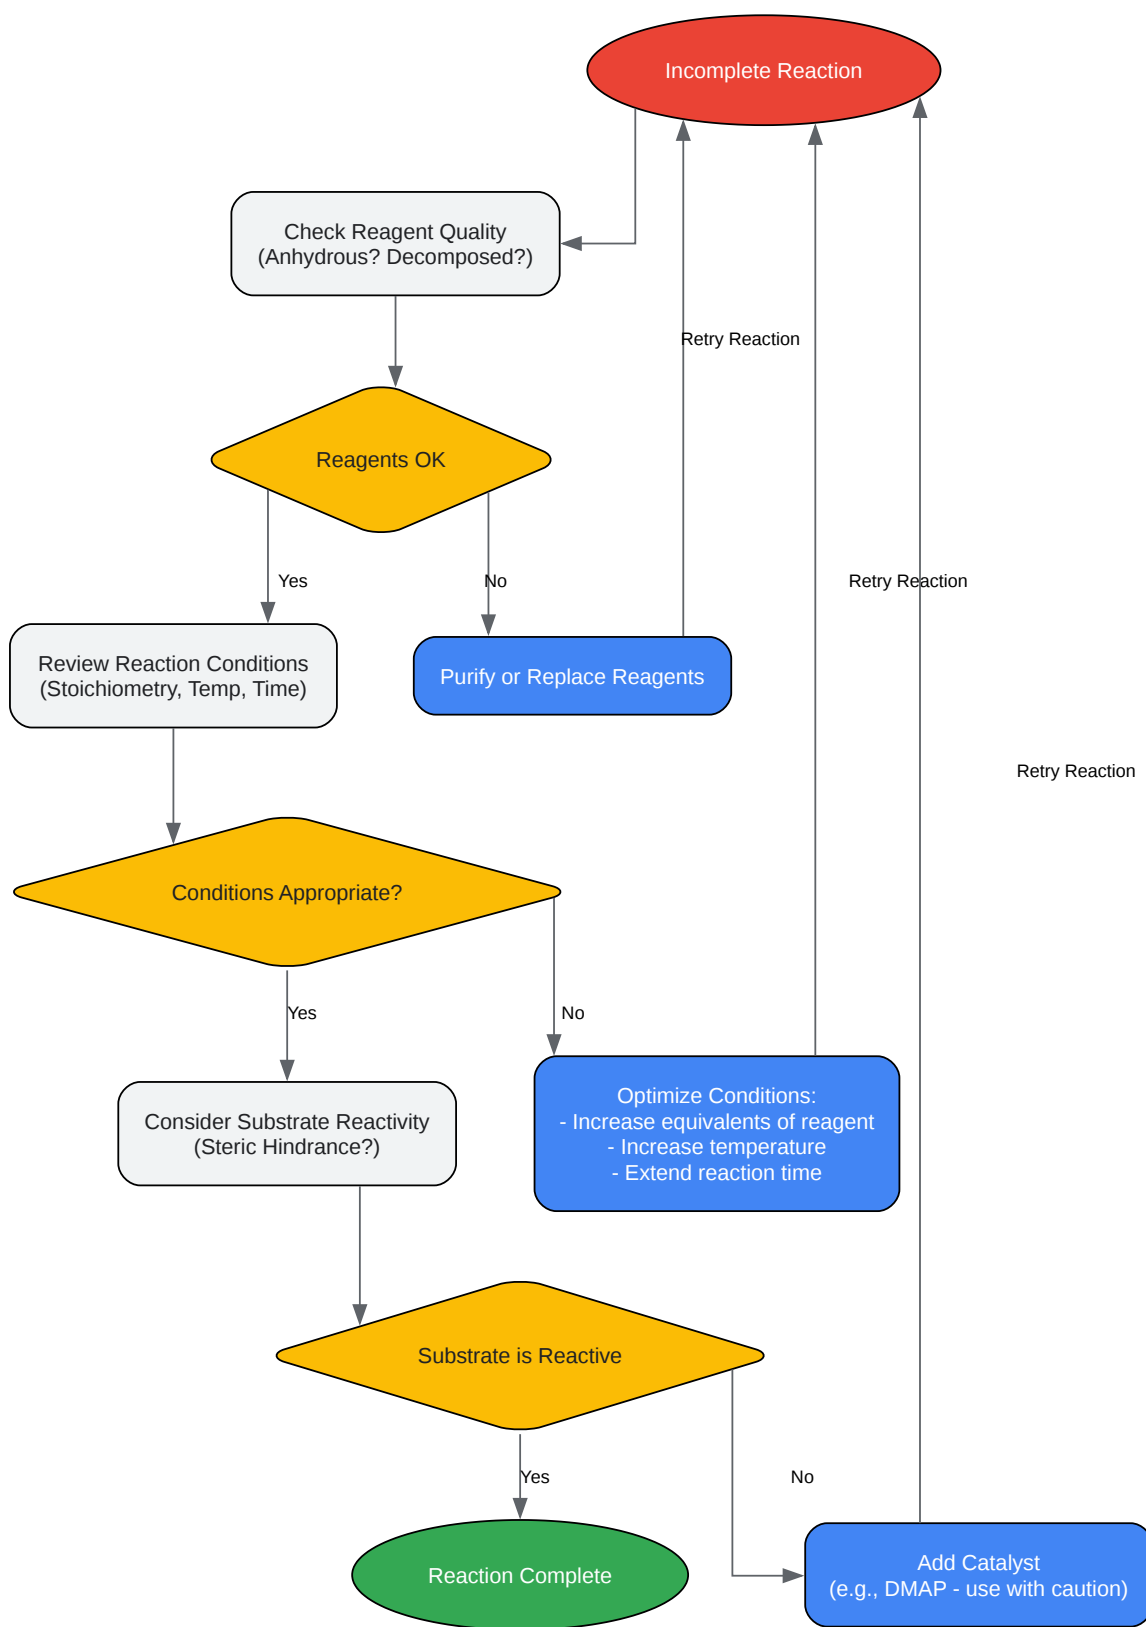 Incomplete Reaction
Check Reagent Quality
(Anhydrous? Decomposed?)
Retry Reaction
Reagents OK
Yes
No
Retry Reaction
Review Reaction Conditions
(Stoichiometry, Temp, Time)
Purify or Replace Reagents
Retry Reaction
Conditions Appropriate?
Yes
No
Consider Substrate Reactivity
(Steric Hindrance?)
Optimize Conditions:
- Increase equivalents of reagent
- Increase temperature
- Extend reaction time
Substrate is Reactive
Yes
No
Reaction Complete
Add Catalyst
(e.g., DMAP - use with caution)